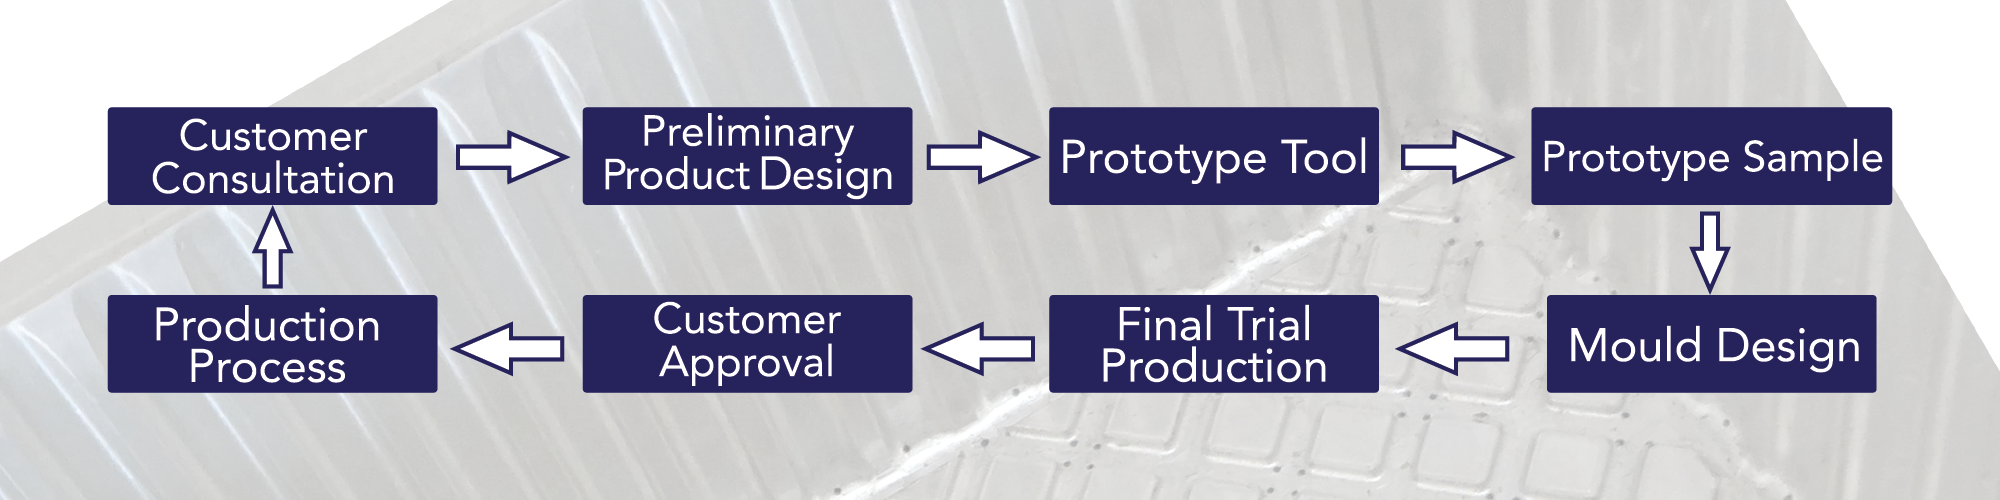 Customer
Consultation
Preliminary
Product Design
Prototype Tool
Prototype Sample
Mould Design
Final Trial
Production
Customer
Approval
Production
Process